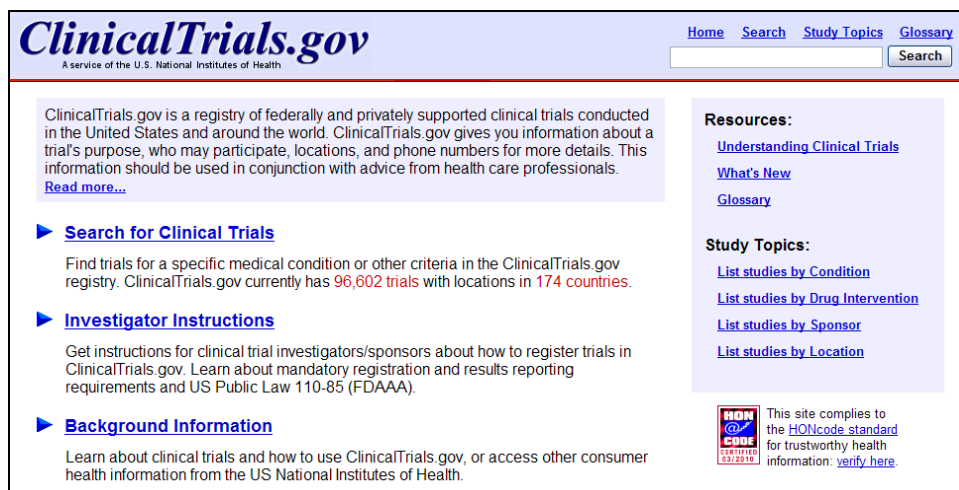 ClinicalTrials.gov
A service of the U.S. National Institutes of Health
Home Search Study Topics Glossary
Search
ClinicalTrials.gov is a registry of federally and privately supported clinical trials conducted
in the United States and around the world. ClinicalTrials.gov gives you information about a
trial's purpose, who may participate, locations, and phone numbers for more details. This
information should be used in conjunction with advice from health care professionals.
Read more...
Search for Clinical Trials
Find trials for a specific medical condition or other criteria in the ClinicalTrials.gov
registry. ClinicalTrials.gov currently has 96,602 trials with locations in 174 countries.
Investigator Instructions
Get instructions for clinical trial investigators/sponsors about how to register trials in
ClinicalTrials.gov. Learn about mandatory registration and results reporting
requirements and US Public Law 110-85 (FDAAA).
Background Information
Learn about clinical trials and how to use ClinicalTrials.gov, or access other consumer
health information from the US National Institutes of Health.
Resources:
Understanding Clinical Trials
What's New
Glossary
Study Topics:
List studies by Condition
List studies by Drug Intervention
List studies by Sponsor
List studies by Location
HON
@
CODE
CERTIFIED
03/2010
This site complies to
the HONcode standard
for trustworthy health
information: verify here.